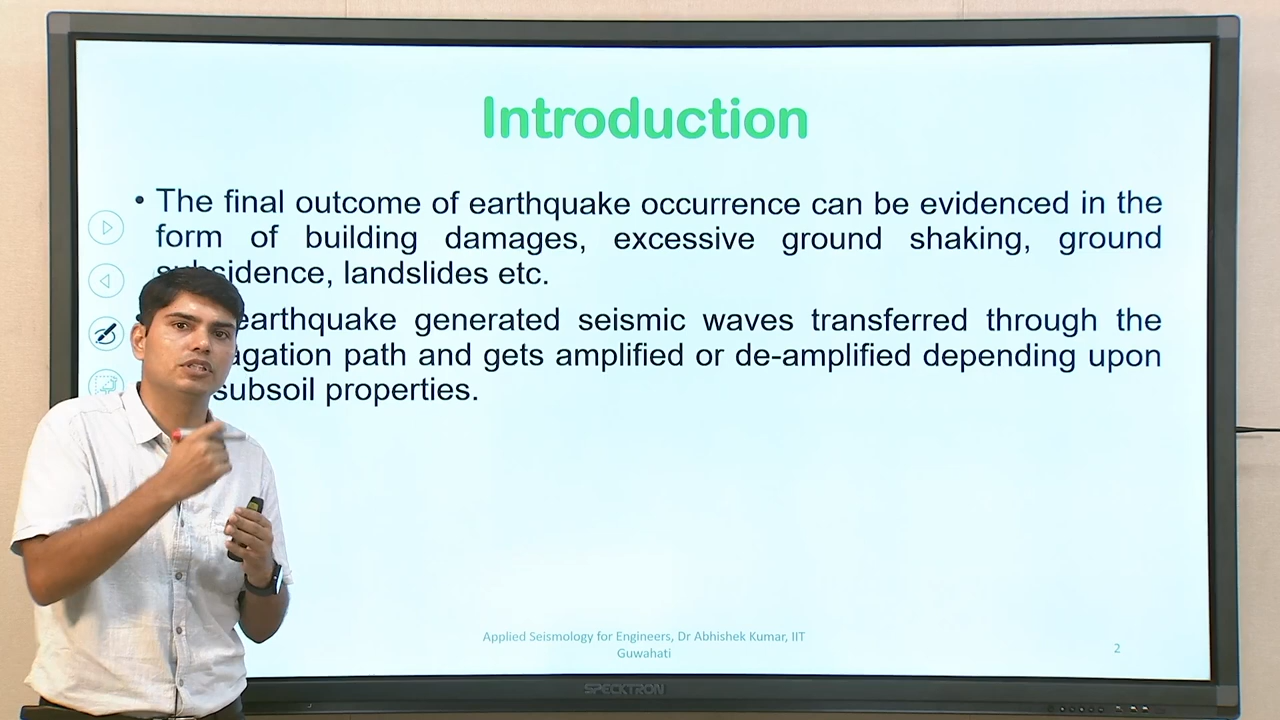 Introduction
• The final outcome of earthquake occurrence can be evidenced in the
form of building damages, excessive ground shaking, ground
subsidence, landslides etc.
earthquake generated seismic waves transferred through the
path and gets amplified or de-amplified depending upon
subsoil properties.
Applied Seismology for Engineers, Dr Abhishek Kumar, IIT
Guwahati
2
SPECKTRON